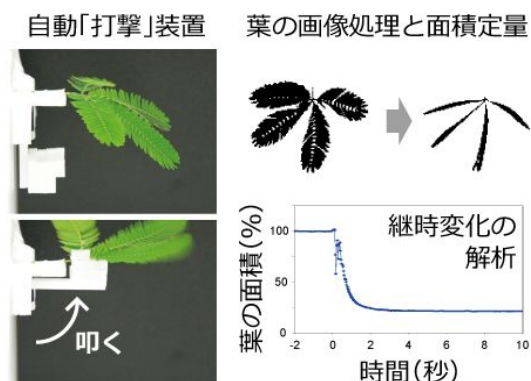 自動「打撃」装置
葉の画像処理と面積定量
叩く
葉の面積(%)
100
50
0
継時変化の
解析
-2
0
2
4
6
8
10
時間(秒)